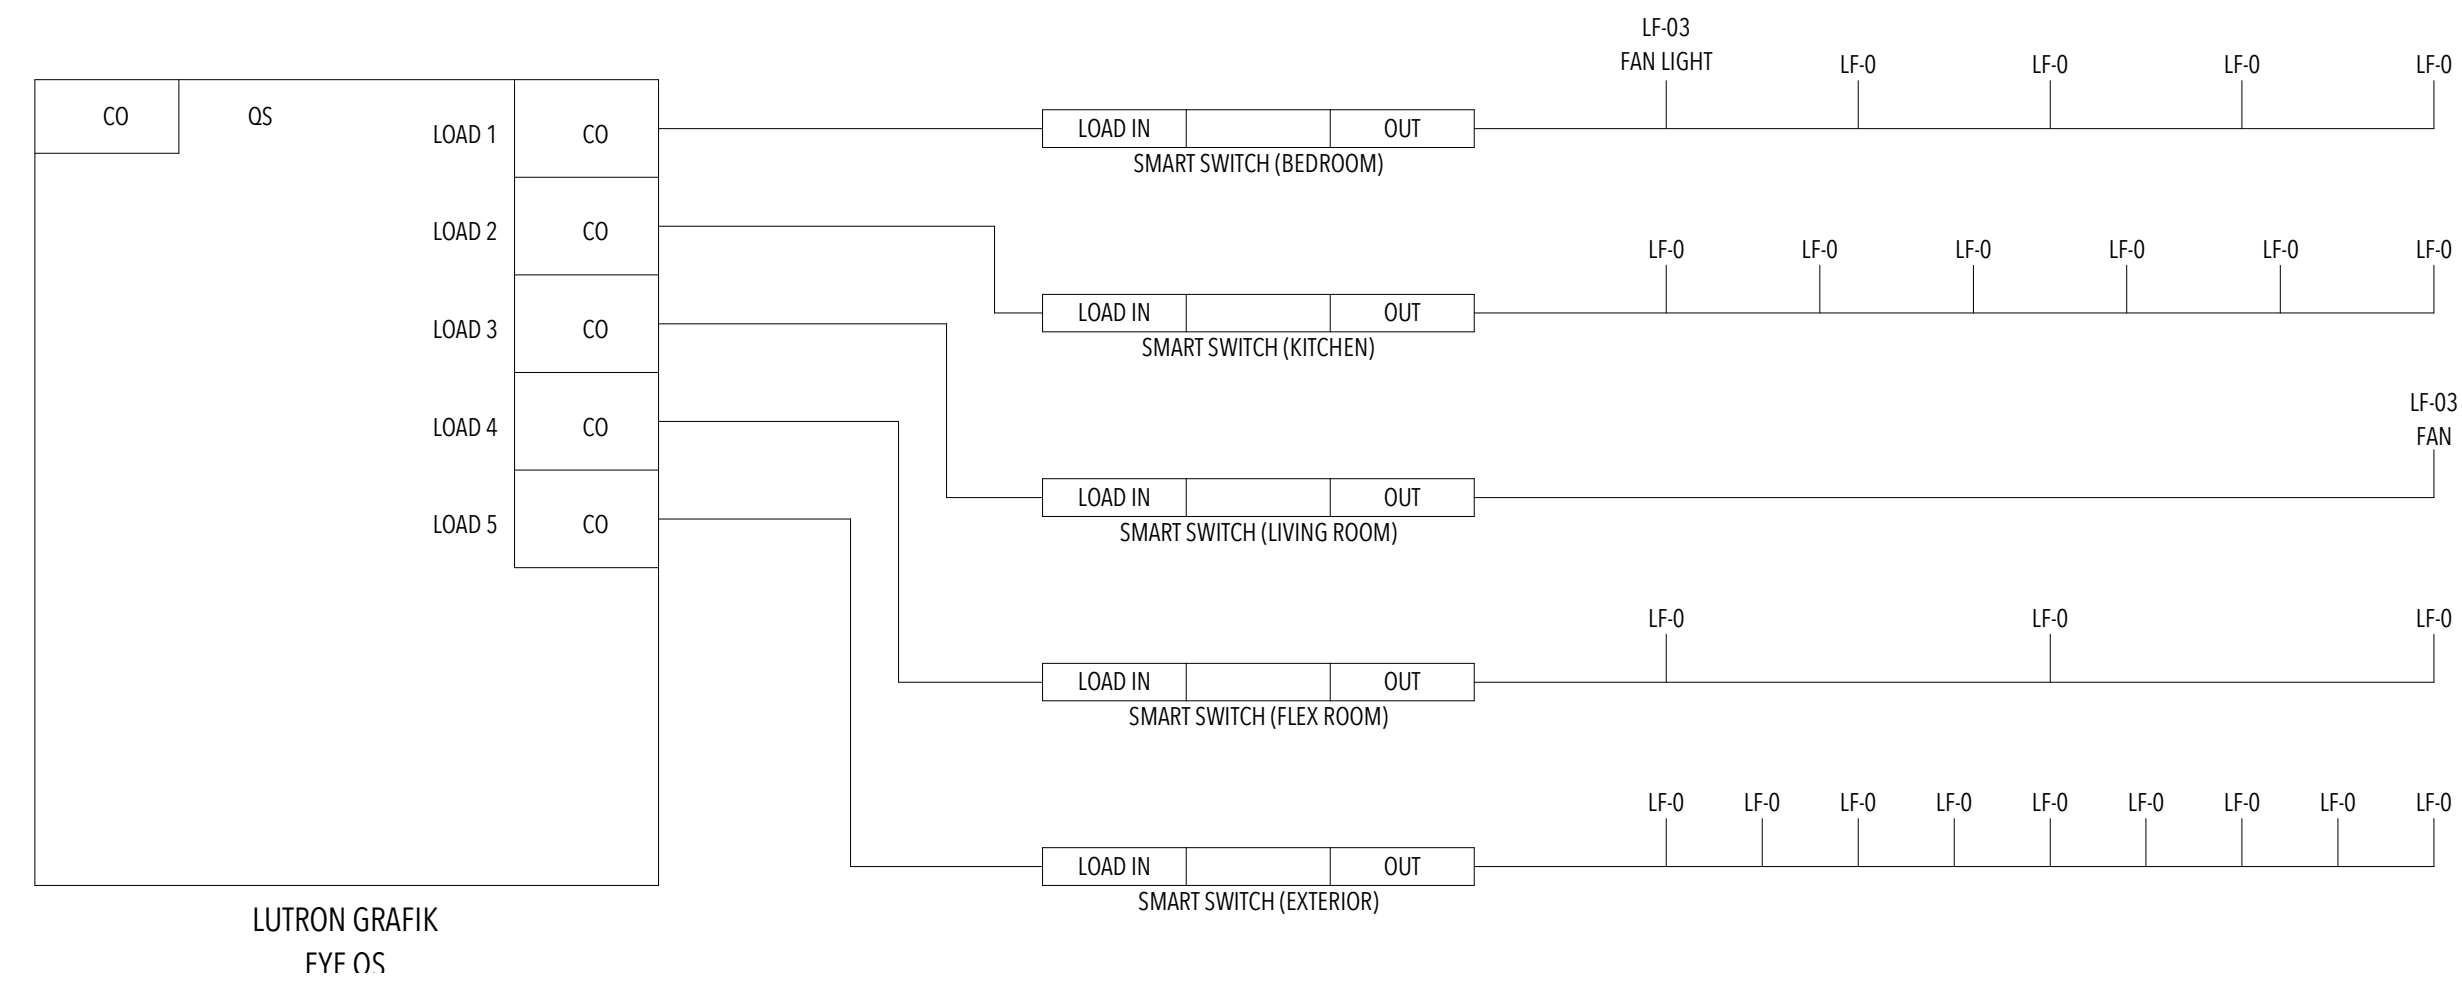 LF-03
FAN LIGHT
LF-0
LF-0
LF-0
LF-0
CO
QS
LOAD 1
CO
LOAD IN
OUT
SMART SWITCH (BEDROOM)
LOAD 2
CO
LF-0
LF-0
LF-0
LF-0
LF-0
LF-0
LOAD IN
OUT
SMART SWITCH (KITCHEN)
LOAD 3
CO
LF-03
FAN
LOAD 4
CO
LOAD IN
OUT
SMART SWITCH (LIVING ROOM)
LOAD 5
CO
LF-0
LF-0
LF-0
LOAD IN
OUT
SMART SWITCH (FLEX ROOM)
LF-0
LF-0
LF-0
LF-0
LF-0
LF-0
LF-0
LF-0
LF-0
LOAD IN
OUT
SMART SWITCH (EXTERIOR)
LUTRON GRAFIK
EYE QS